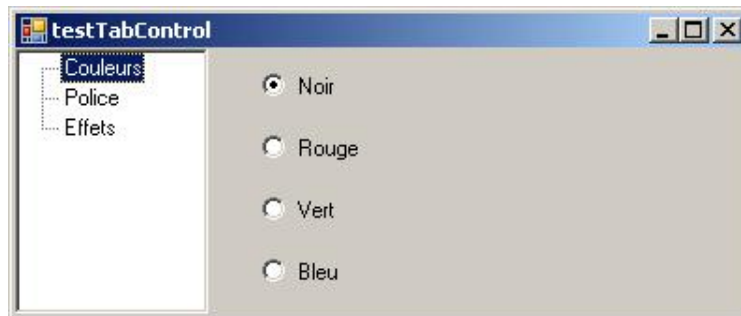 testTabControl
Couleurs
Police
Effets
Noir
Rouge
Vert
Bleu